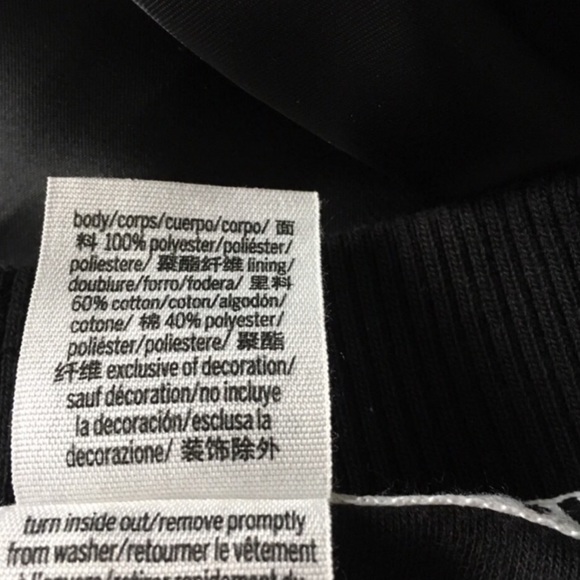 body/corps/cuerpo/corpo/ 面
料 100% polyester/poliéster/
poliestere/ 聚酯纤维 lining/
doublure/forro/fodera/ 里料
60% cotton/coton/algodón/
cotone/ 棉 40% polyester/
poliéster/poliestere/ 聚酯
纤维 exclusive of decoration/
sauf décoration/no incluye
la decoración/esclusa la
decorazione/ 装饰除外
turn inside out/remove promptly
from washer/retourner le vêtement